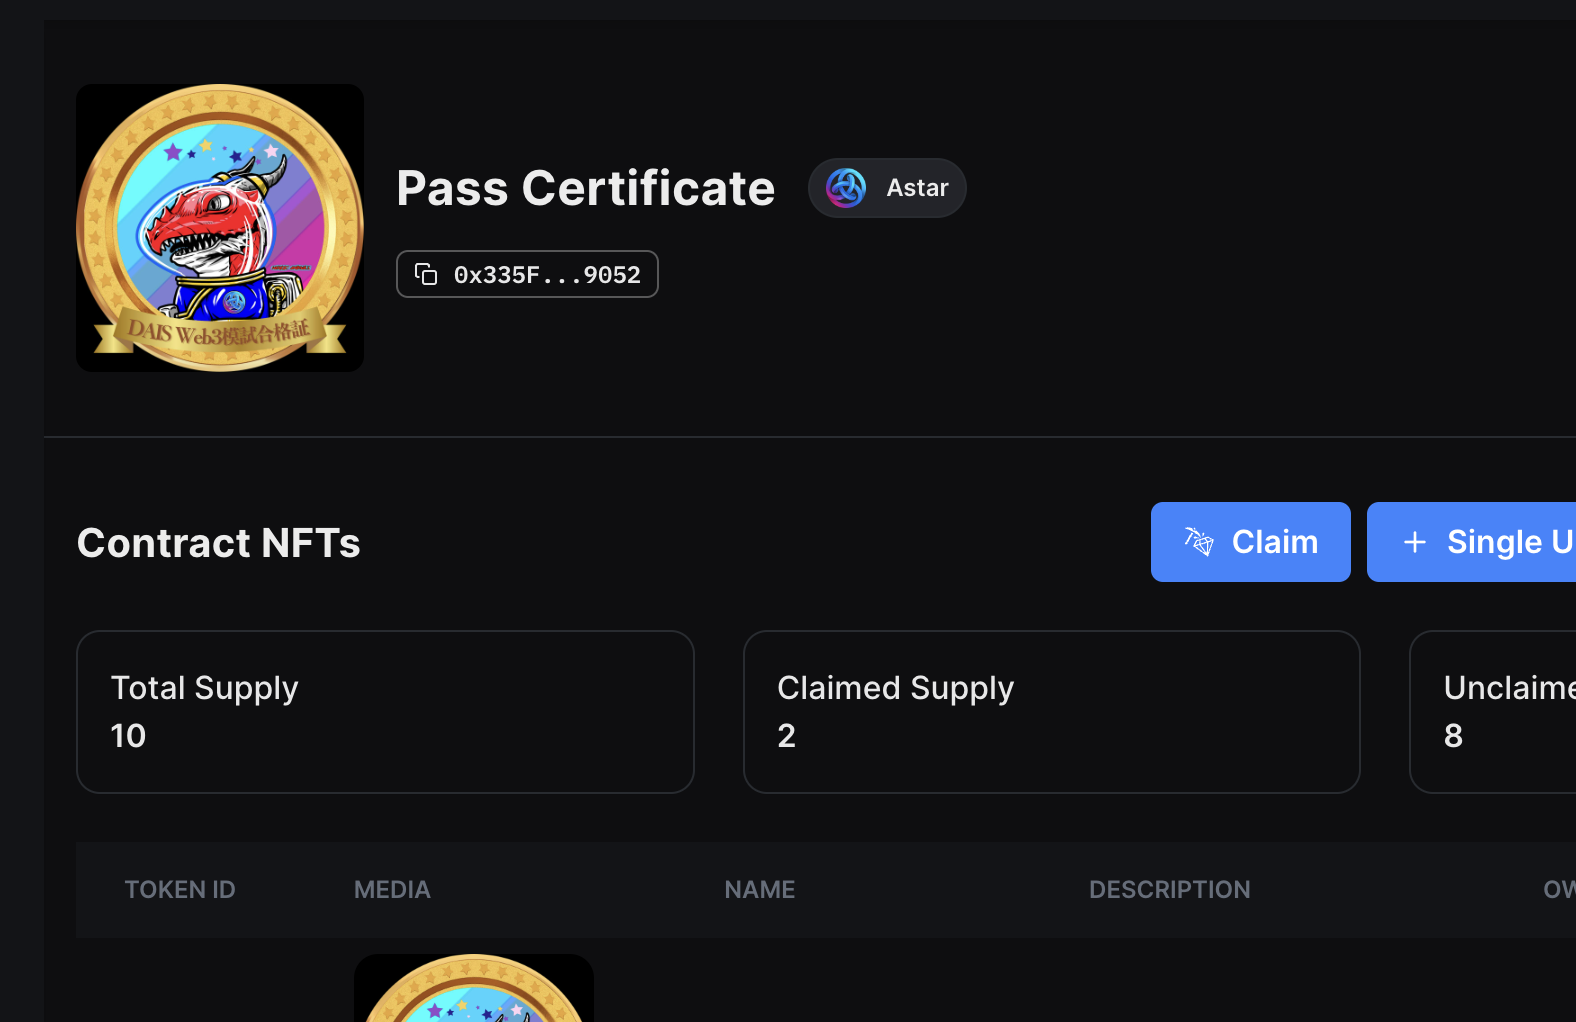 Pass Certificate
Astar
0x335F...9052
DAIS Web3模試合格証
Contract NFTs
Claim
+ Single U
Total Supply
10
Claimed Supply
2
Unclaime
8
TOKEN ID
MEDIA
NAME
DESCRIPTION
OW